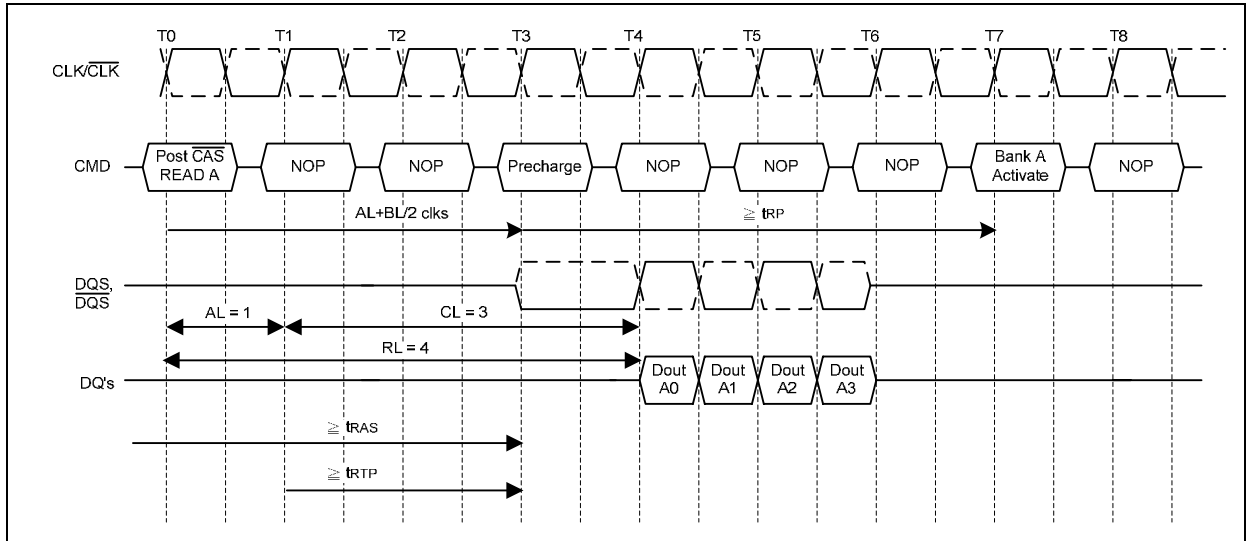 T0 T1 T2 T3 T4 T5 T6 T7 T8
CLK/CLK
CMD
Post CAS
READ A
NOP
NOP
Precharge
NOP
NOP
NOP
Bank A
Activate
NOP
AL+BL/2 clks
≧ tRP
DQS,
DQS
AL = 1
CL = 3
RL = 4
DQ's
Dout
A0
Dout
A1
Dout
A2
Dout
A3
≧ tRAS
≧ tRTP